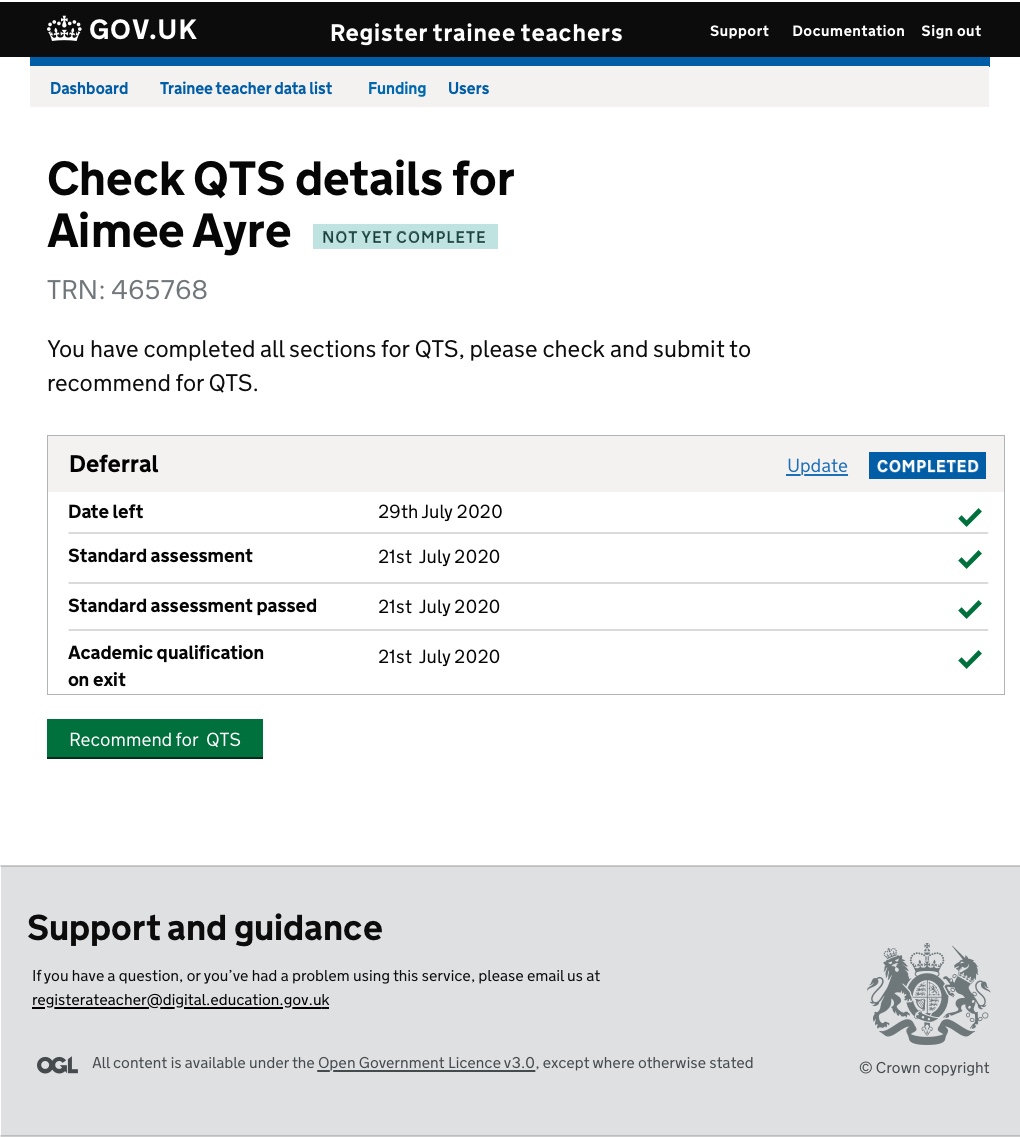 GOV.UK Register trainee teachers Support Documentation Sign out
Dashboard Trainee teacher data list Funding Users
Check QTS details for
Aimee Ayre NOT YET COMPLETE
TRN: 465768
You have completed all sections for QTS, please check and submit to
recommend for QTS.
Deferral Update COMPLETED
Date left 29th July 2020
Standard assessment 21st July 2020
Standard assessment passed 21st July 2020
Academic qualification 21st July 2020
on exit
Recommend for QTS
Support and guidance
If you have a question, or you’ve had a problem using this service, please email us at
registerateacher@digital.education.gov.uk
OGL All content is available under the Open Government Licence v3.0, except where otherwise stated
© Crown copyright